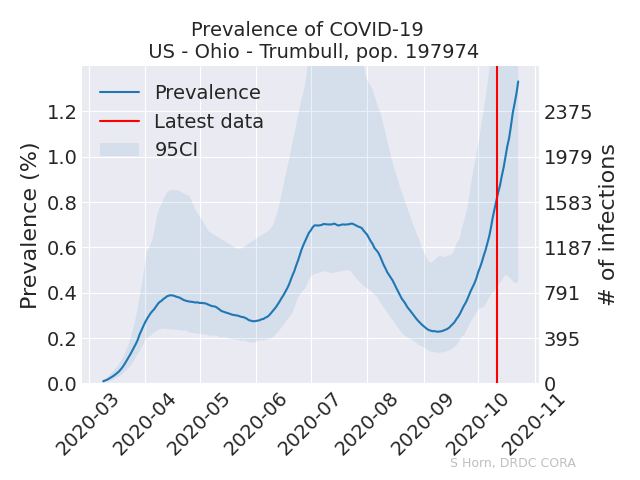 Prevalence of COVID-19
US - Ohio - Trumbull, pop. 197974
Prevalence
Latest data
95CI
Prevalence (%)
0.0
0.2
0.4
0.6
0.8
1.0
1.2
# of infections
0
395
791
1187
1583
1979
2375
2020-03
2020-04
2020-05
2020-06
2020-07
2020-08
2020-09
2020-10
2020-11
S Horn, DRDC CORA